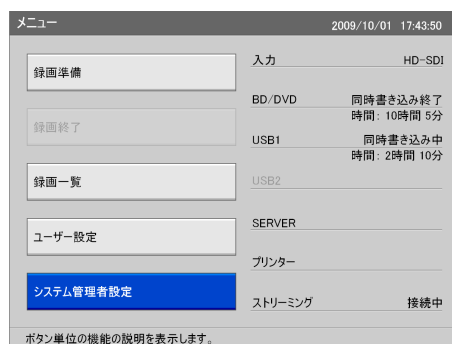 メニュー 2009/10/01 17:43:50
録画準備
録画終了
録画一覧
ユーザー設定
システム管理者設定
入力 HD-SDI
BD/DVD 同時書き込み終了
時間: 10時間 5分
USB1 同時書き込み中
時間: 2時間 10分
USB2
SERVER
プリンター
ストリーミング 接続中
ボタン単位の機能の説明を表示します。